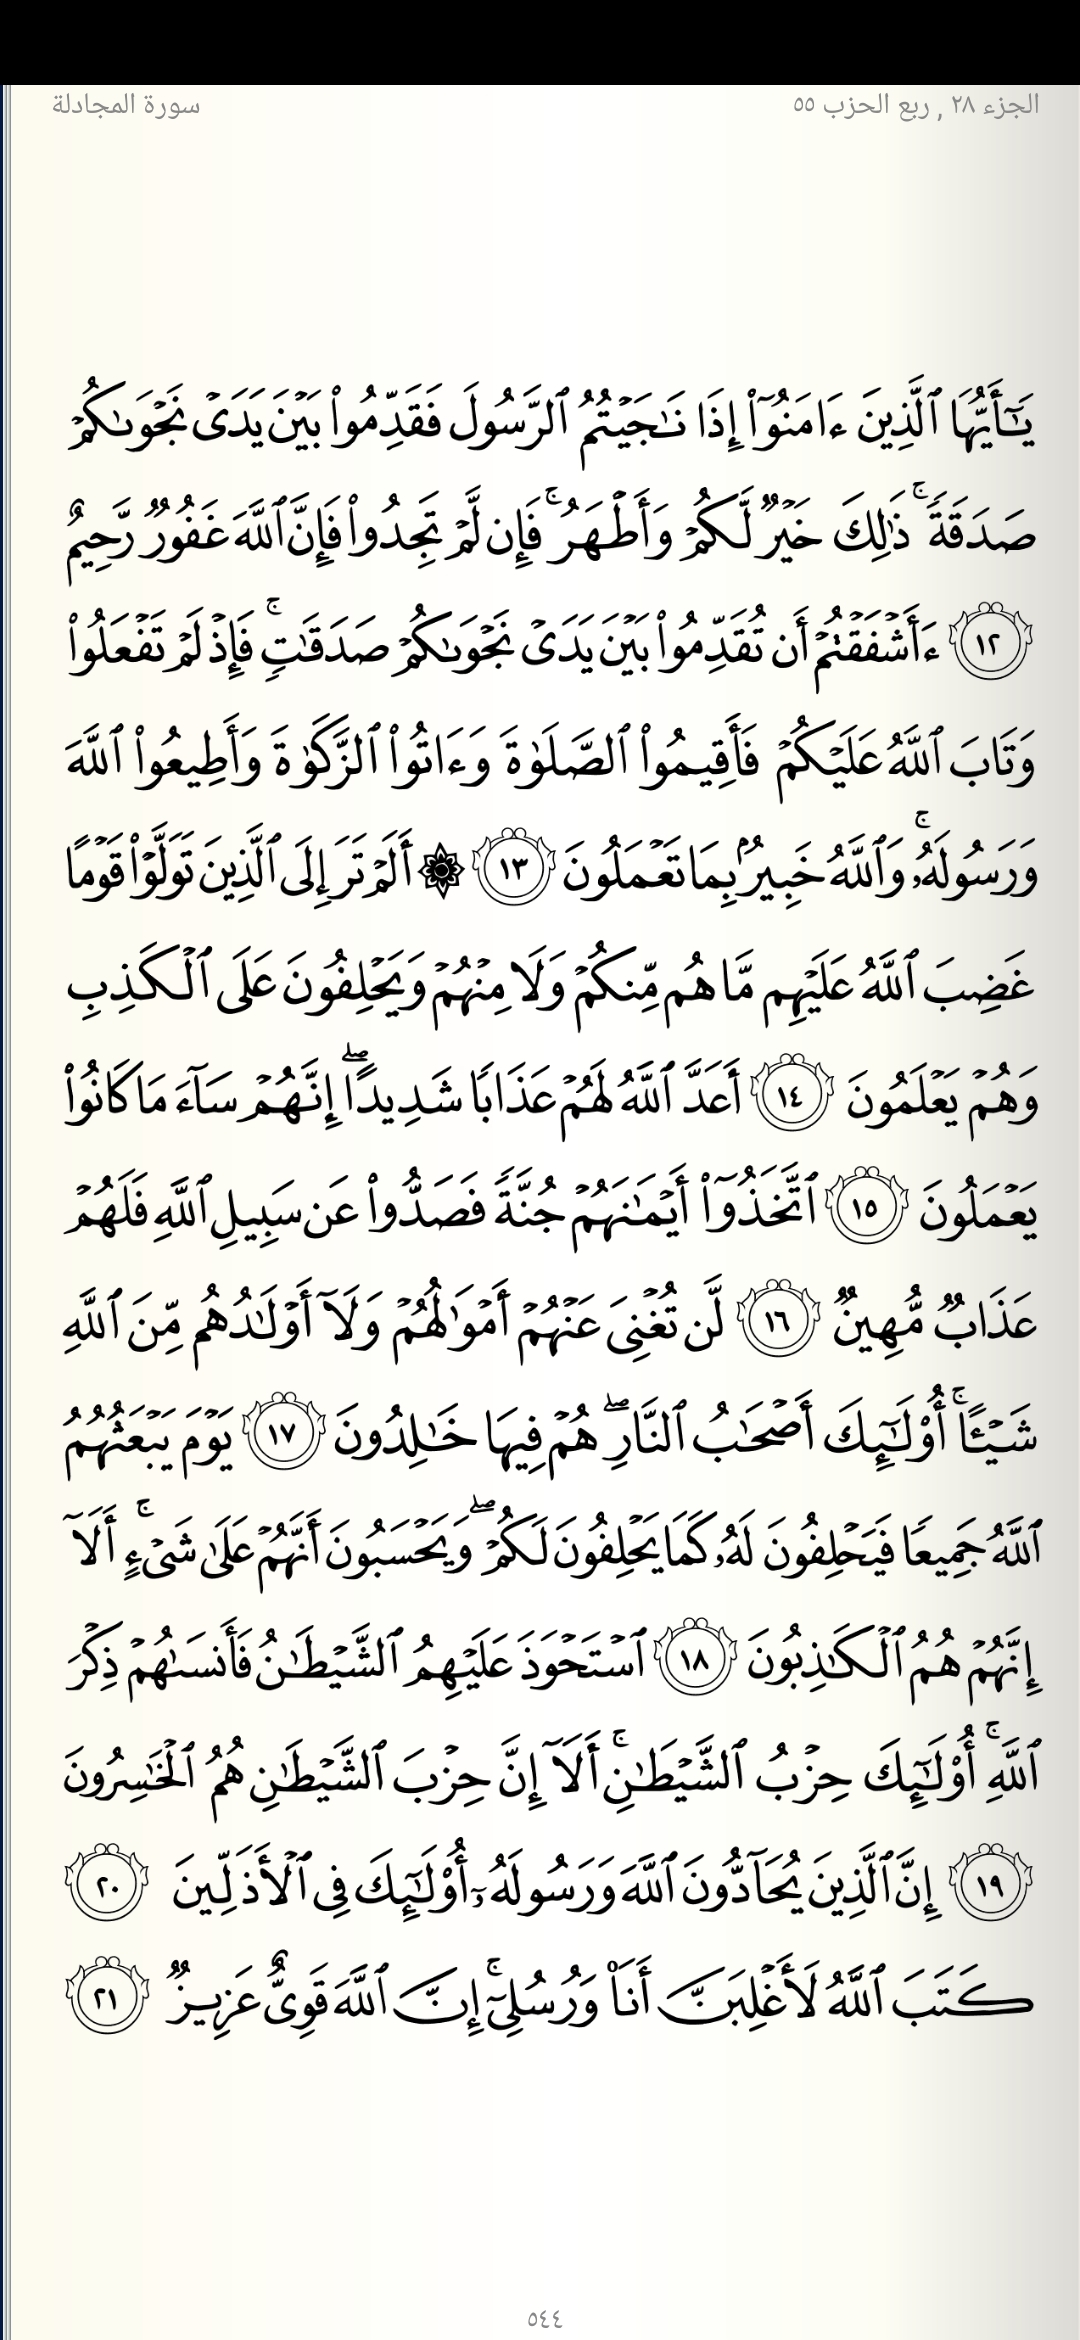 الجزء ٢٨ , ربع الحزب ٥٥
سورة المجادلة
يَـٰٓأَيُّهَا ٱلَّذِينَ ءَامَنُوٓا۟ إِذَا نَـٰجَيْتُمُ ٱلرَّسُولَ فَقَدِّمُوا۟ بَيْنَ يَدَىْ نَجْوَىٰكُمْ
صَدَقَةًۚ ذَٰلِكَ خَيْرٌ لَّكُمْ وَأَطْهَرُۚ فَإِن لَّمْ تَجِدُوا۟ فَإِنَّ ٱللَّهَ غَفُورٌ رَّحِيمٌ
١٢ ءَأَشْفَقْتُمْ أَن تُقَدِّمُوا۟ بَيْنَ يَدَىْ نَجْوَىٰكُمْ صَدَقَـٰتٍۚ فَإِذْ لَمْ تَفْعَلُوا۟
وَتَابَ ٱللَّهُ عَلَيْكُمْ فَأَقِيمُوا۟ ٱلصَّلَوٰةَ وَءَاتُوا۟ ٱلزَّكَوٰةَ وَأَطِيعُوا۟ ٱللَّهَ
وَرَسُولَهُۥۚ وَٱللَّهُ خَبِيرٌۢ بِمَا تَعْمَلُونَ ١٣ ۞ أَلَمْ تَرَ إِلَى ٱلَّذِينَ تَوَلَّوْا۟ قَوْمًا
غَضِبَ ٱللَّهُ عَلَيْهِم مَّا هُم مِّنكُمْ وَلَا مِنْهُمْ وَيَحْلِفُونَ عَلَى ٱلْكَذِبِ
وَهُمْ يَعْلَمُونَ ١٤ أَعَدَّ ٱللَّهُ لَهُمْ عَذَابًا شَدِيدًاۖ إِنَّهُمْ سَآءَ مَا كَانُوا۟
يَعْمَلُونَ ١٥ ٱتَّخَذُوٓا۟ أَيْمَـٰنَهُمْ جُنَّةً فَصَدُّوا۟ عَن سَبِيلِ ٱللَّهِ فَلَهُمْ
عَذَابٌ مُّهِينٌ ١٦ لَّن تُغْنِىَ عَنْهُمْ أَمْوَٰلُهُمْ وَلَآ أَوْلَـٰدُهُم مِّنَ ٱللَّهِ
شَيْـًٔاۚ أُو۟لَـٰٓئِكَ أَصْحَـٰبُ ٱلنَّارِۖ هُمْ فِيهَا خَـٰلِدُونَ ١٧ يَوْمَ يَبْعَثُهُمُ
ٱللَّهُ جَمِيعًا فَيَحْلِفُونَ لَهُۥ كَمَا يَحْلِفُونَ لَكُمْۖ وَيَحْسَبُونَ أَنَّهُمْ عَلَىٰ شَىْءٍۚ أَلَآ
إِنَّهُمْ هُمُ ٱلْكَـٰذِبُونَ ١٨ ٱسْتَحْوَذَ عَلَيْهِمُ ٱلشَّيْطَـٰنُ فَأَنسَىٰهُمْ ذِكْرَ
ٱللَّهِۚ أُو۟لَـٰٓئِكَ حِزْبُ ٱلشَّيْطَـٰنِۚ أَلَآ إِنَّ حِزْبَ ٱلشَّيْطَـٰنِ هُمُ ٱلْخَـٰسِرُونَ
١٩ إِنَّ ٱلَّذِينَ يُحَآدُّونَ ٱللَّهَ وَرَسُولَهُۥٓ أُو۟لَـٰٓئِكَ فِى ٱلْأَذَلِّينَ ٢٠
كَتَبَ ٱللَّهُ لَأَغْلِبَنَّ أَنَا۠ وَرُسُلِىٓۚ إِنَّ ٱللَّهَ قَوِىٌّ عَزِيزٌ ٢١
٥٤٤